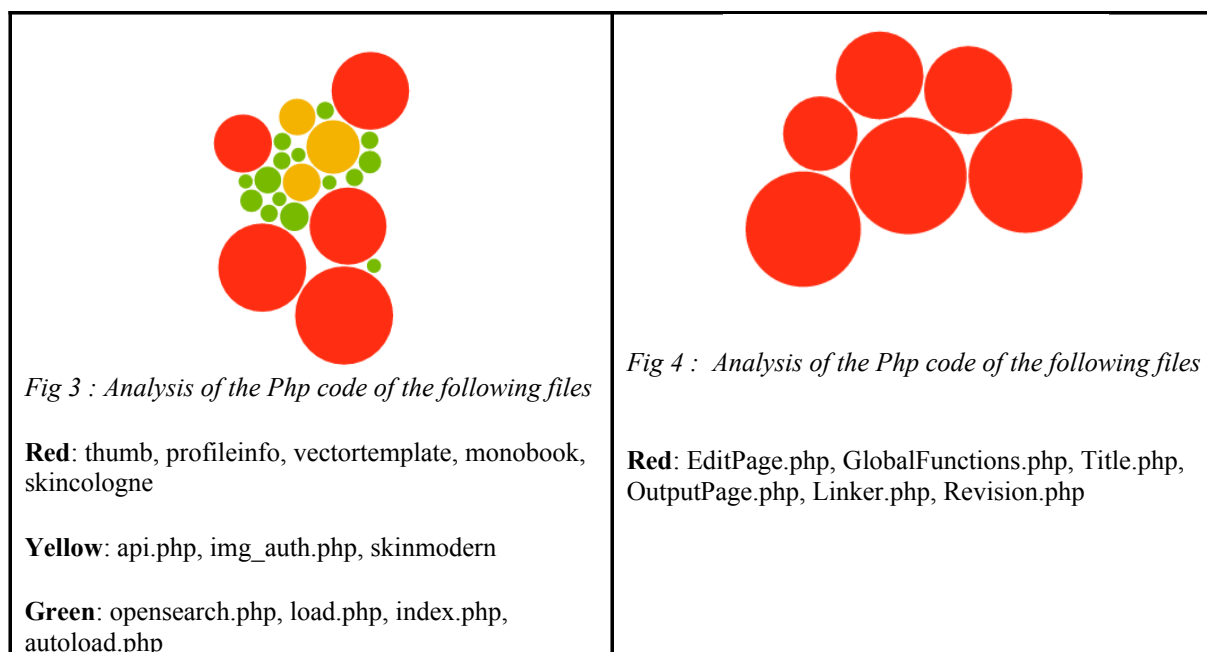 Fig 3 : Analysis of the Php code of the following files
Red: thumb, profileinfo, vectortemplate, monobook,
skincologne
Yellow: api.php, img_auth.php, skinmodern
Green: opensearch.php, load.php, index.php,
autoload.php
Fig 4 : Analysis of the Php code of the following files
Red: EditPage.php, GlobalFunctions.php, Title.php,
OutputPage.php, Linker.php, Revision.php